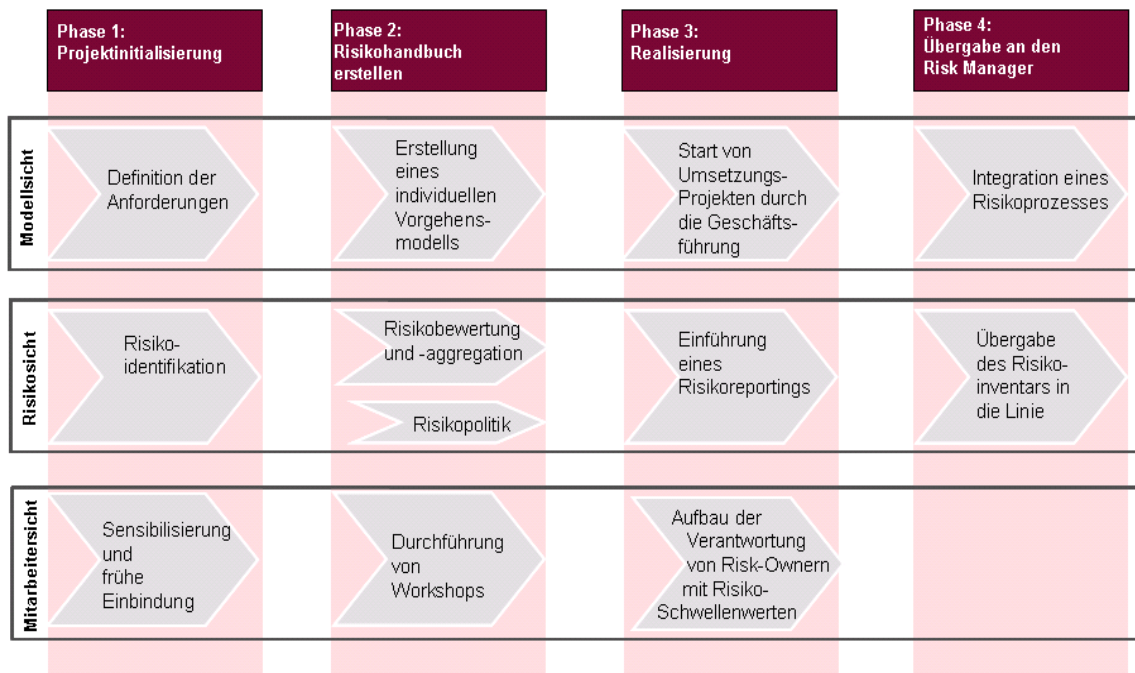 Phase 1:
Projektinitialisierung
Phase 2:
Risikohandbuch
erstellen
Phase 3:
Realisierung
Phase 4:
Übergabe an den
Risk Manager
Modellsicht
Definition der
Anforderungen
Erstellung
eines
individuellen
Vorgehens-
modells
Start von
Umsetzungs-
Projekten durch
die Geschäfts-
führung
Integration eines
Risikoprozesses
Risikosicht
Risiko-
identifikation
Risikobewertung
und -aggregation
Risikopolitik
Einführung
eines
Risikoreportings
Übergabe
des Risiko-
inventars in
die Linie
Mitarbeitersicht
Sensibilisierung
und
frühe
Einbindung
Durchführung
von
Workshops
Aufbau der
Verantwortung
von Risk-Ownern
mit Risiko-
Schwellenwerten